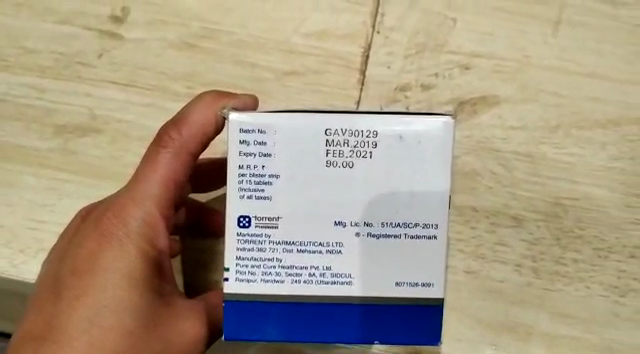 Batch No. : GAV90129
Mfg. Date : MAR.2019
Expiry Date : FEB.2021
M. R. P. ₹ 90.00
per blister strip
of 15 tablets
(Inclusive
of all taxes)
torrent
PHARMA
Mfg. Lic. No. : 51/UA/SC/P-2013
® - Registered Trademark
Marketed by :
TORRENT PHARMACEUTICALS LTD.
Indrad-382 721, Dist. Mehsana, INDIA.
Manufactured by :
Pure and Cure Healthcare Pvt. Ltd.
Plot No.: 26A-30, Sector - 8A, IIE, SIDCUL,
Ranipur, Haridwar - 249 403 (Uttarakhand)
8071526-9091